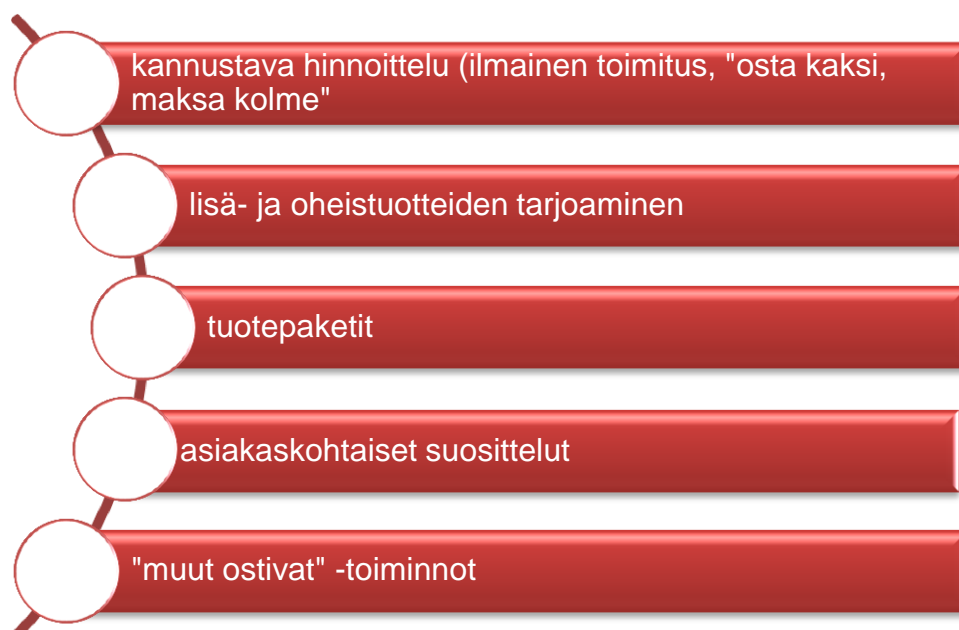 kannustava hinnoittelu (ilmainen toimitus, "osta kaksi,
maksa kolme"
lisä- ja oheistuotteiden tarjoaminen
tuotepaketit
asiakaskohtaiset suosittelut
"muut ostivat" -toiminnot